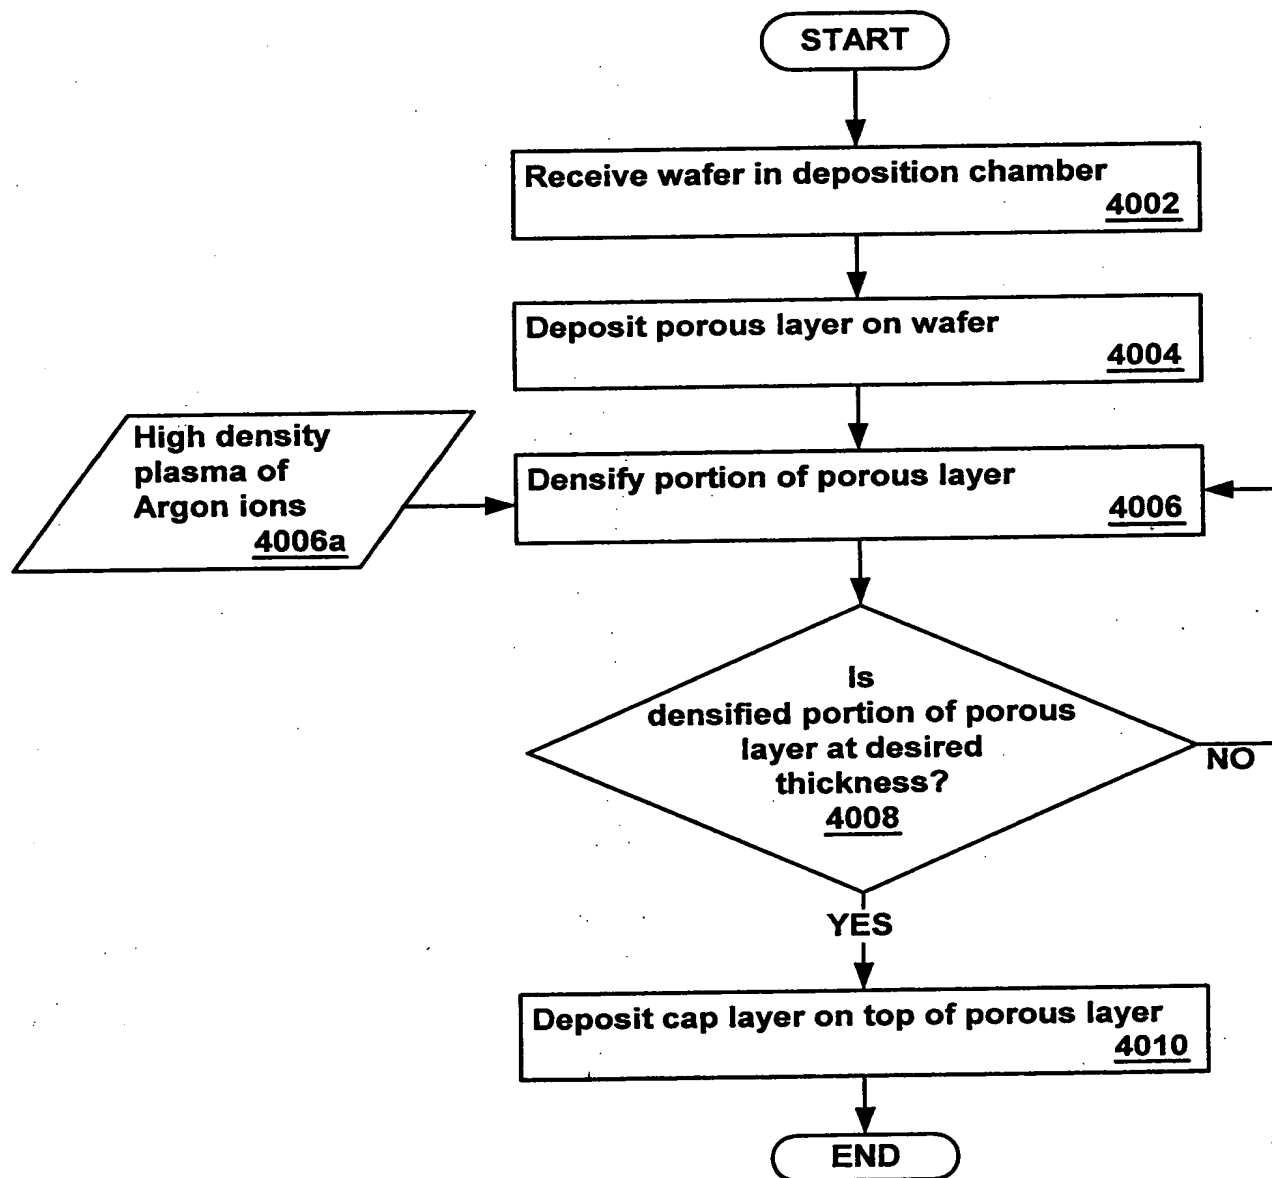 START
Receive wafer in deposition chamber
4002
Deposit porous layer on wafer
4004
High density
plasma of
Argon ions
4006a
Densify portion of porous layer
4006
Is
densified portion of porous
layer at desired
thickness?
4008
NO
YES
Deposit cap layer on top of porous layer
4010
END